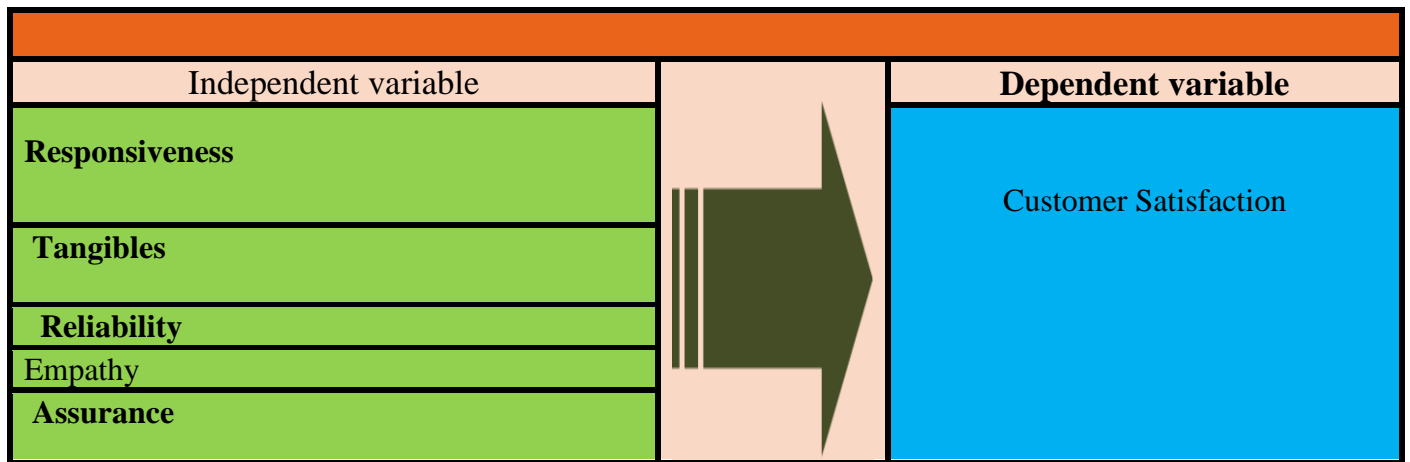 Independent variable
Dependent variable
Responsiveness
Customer Satisfaction
Tangibles
Reliability
Empathy
Assurance